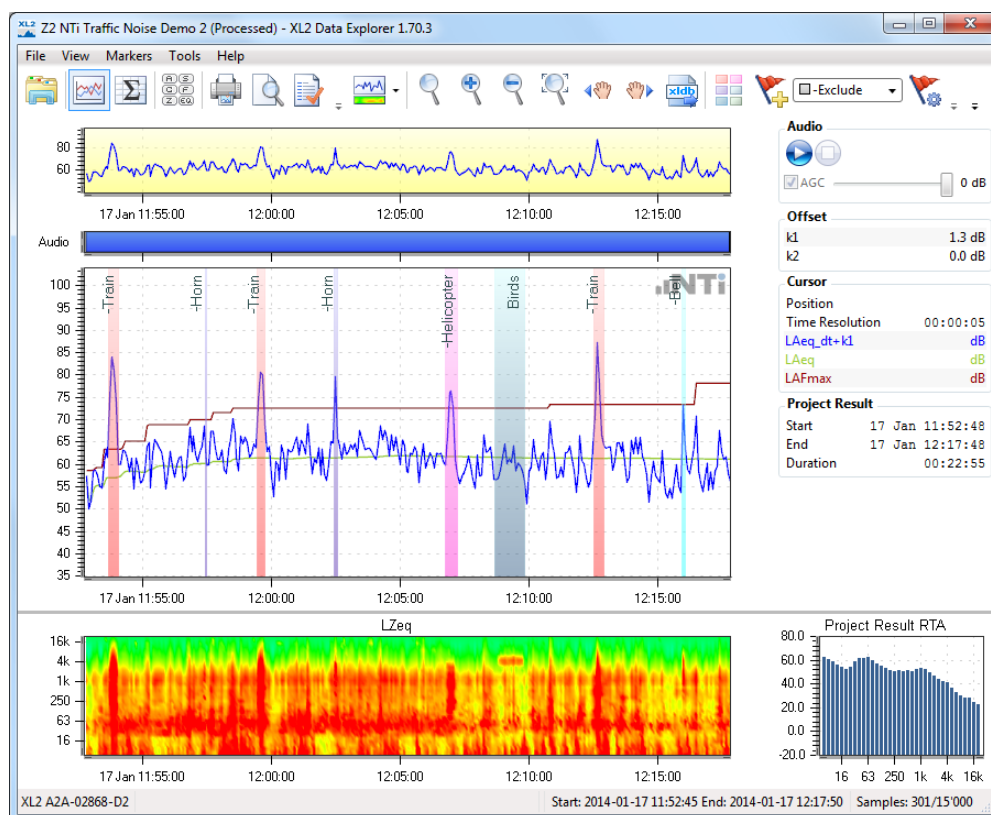 XL2 Z2 NTi Traffic Noise Demo 2 (Processed) - XL2 Data Explorer 1.70.3
File View Markers Tools Help
A S
C F
Z EQ
xldb
-Exclude
80
60
17 Jan 11:55:00 12:00:00 12:05:00 12:10:00 12:15:00
Audio
100
95
90
85
80
75
70
65
60
55
50
45
40
35
-Train
-Horn
-Train
-Horn
-Helicopter
Birds
-Train
-Bell
NTi
17 Jan 11:55:00 12:00:00 12:05:00 12:10:00 12:15:00
Audio
AGC 0 dB
Offset
k1 1.3 dB
k2 0.0 dB
Cursor
Position
Time Resolution 00:00:05
LAeq_dt+k1 dB
LAeq dB
LAFmax dB
Project Result
Start 17 Jan 11:52:48
End 17 Jan 12:17:48
Duration 00:22:55
LZeq
16k
4k
1k
250
63
16
17 Jan 11:55:00 12:00:00 12:05:00 12:10:00 12:15:00
Project Result RTA
80.0
60.0
40.0
20.0
0.0
-20.0
16 63 250 1k 4k 16k
XL2 A2A-02868-D2 Start: 2014-01-17 11:52:45 End: 2014-01-17 12:17:50 Samples: 301/15'000